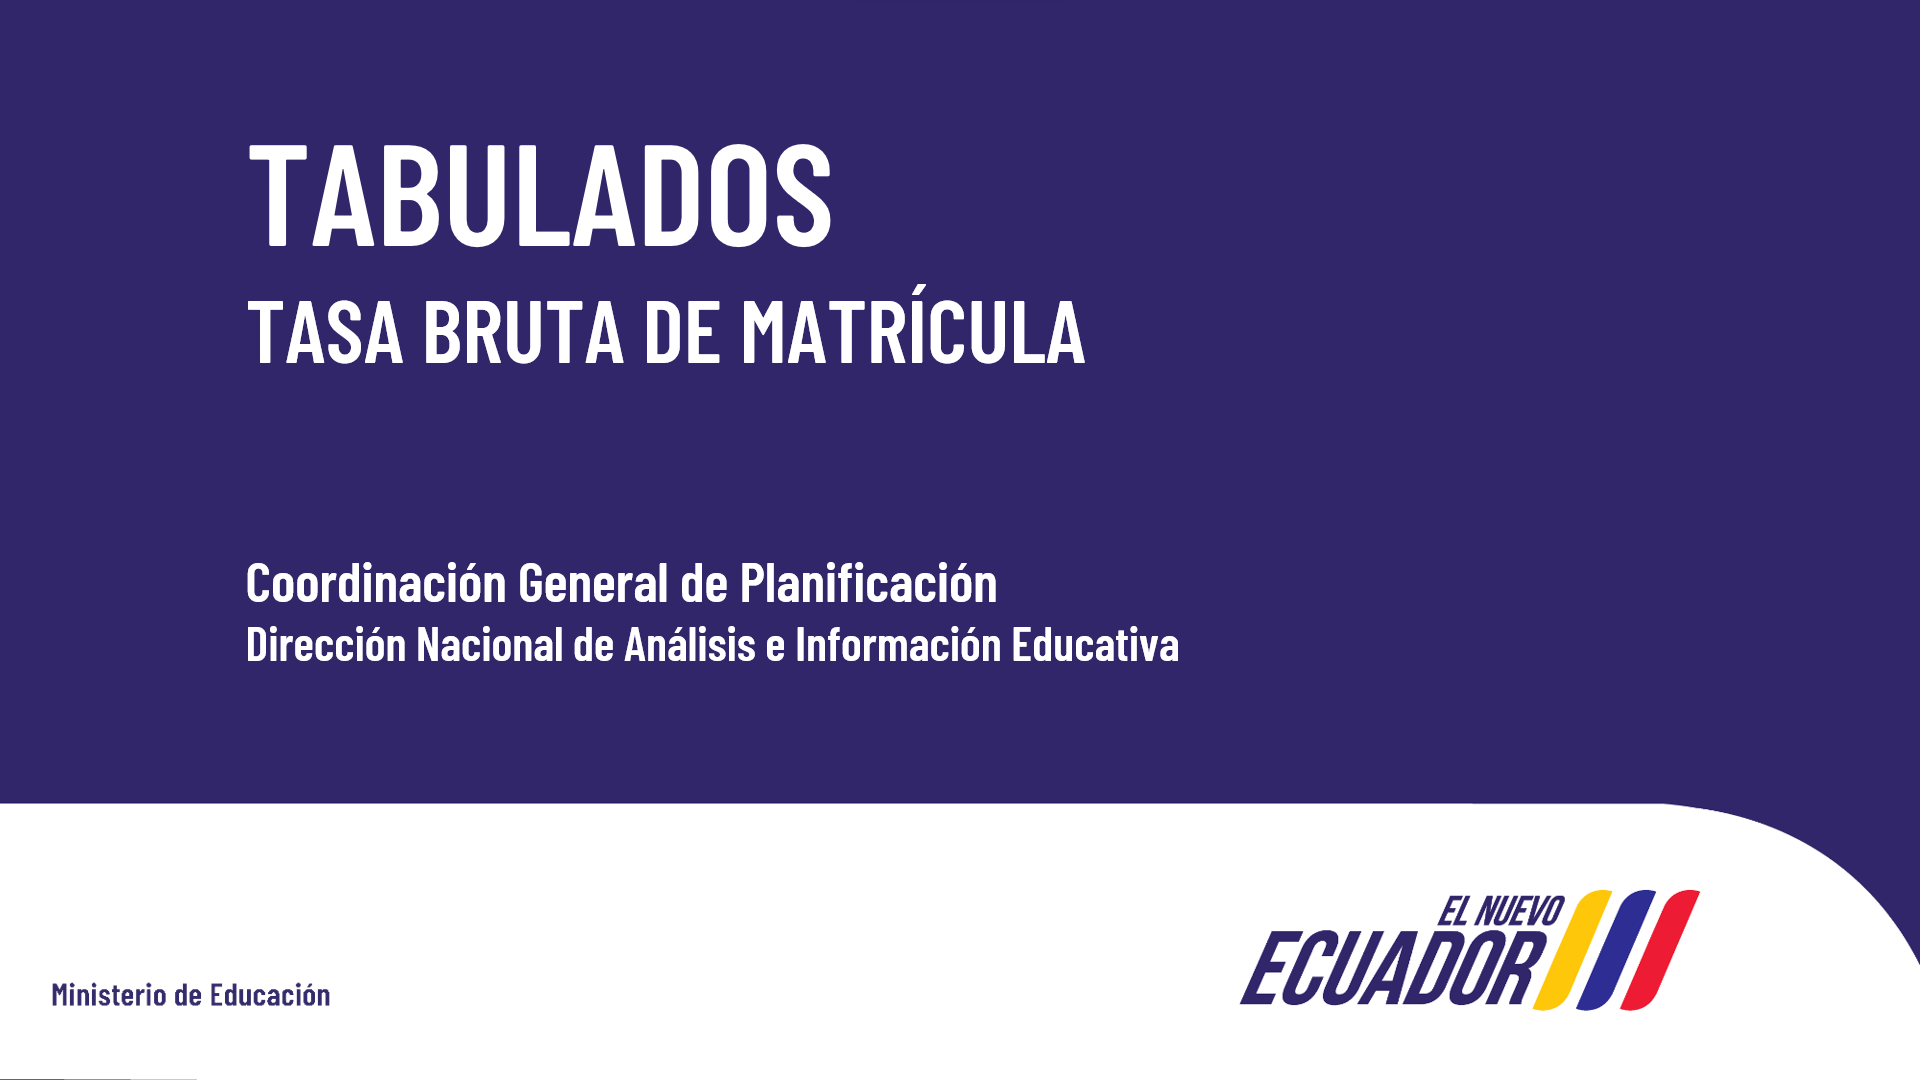 TABULADOS
TASA BRUTA DE MATRÍCULA
Coordinación General de Planificación
Dirección Nacional de Análisis e Información Educativa
EL NUEVO
ECUADOR
Ministerio de Educación